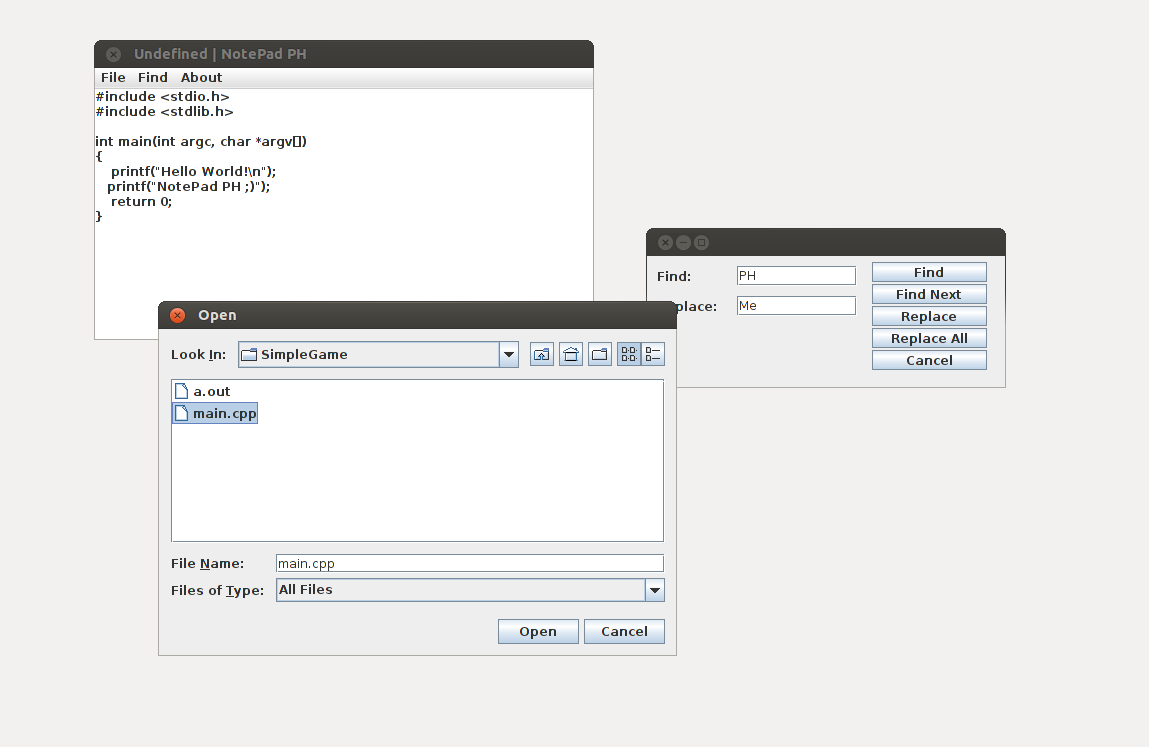 Undefined | NotePad PH
File Find About
#include <stdio.h>
#include <stdlib.h>
int main(int argc, char *argv[])
{
printf("Hello World!\n");
printf("NotePad PH ;)");
return 0;
}
Find: PH Find
Find Next
place: Me Replace
Replace All
Cancel
Open
Look In: SimpleGame
a.out
main.cpp
File Name: main.cpp
Files of Type: All Files
Open Cancel